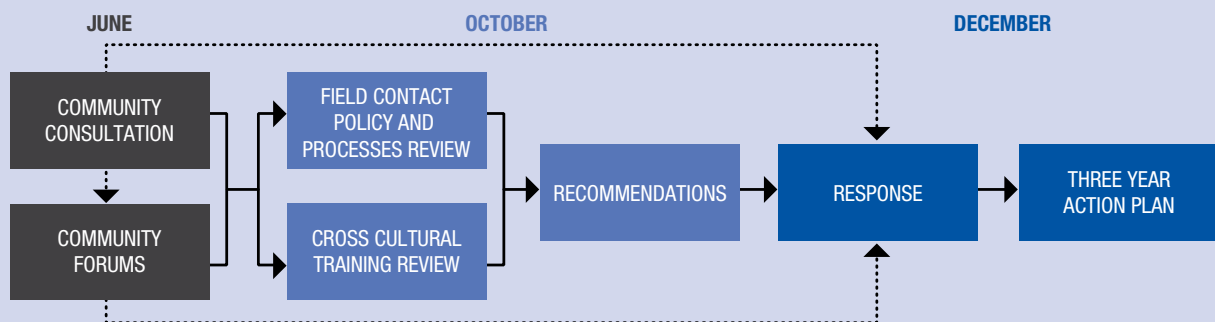 JUNE
OCTOBER
DECEMBER
COMMUNITY
CONSULTATION
COMMUNITY
FORUMS
FIELD CONTACT
POLICY AND
PROCESSES REVIEW
CROSS CULTURAL
TRAINING REVIEW
RECOMMENDATIONS
RESPONSE
THREE YEAR
ACTION PLAN